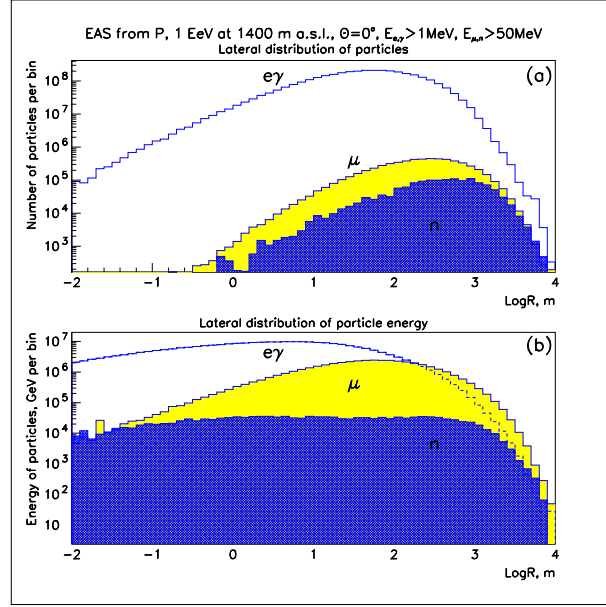 EAS from P, 1 EeV at 1400 m a.s.l., Θ=0°, E_{e,γ}>1MeV, E_{μ,n}>50MeV
Lateral distribution of particles
(a)
eγ
μ
n
Number of particles per bin
10^8
10^7
10^6
10^5
10^4
10^3
-2 -1 0 1 2 3 4
LogR, m
Lateral distribution of particle energy
(b)
eγ
μ
n
Energy of particles, GeV per bin
10^7
10^6
10^5
10^4
10^3
10^2
10
-2 -1 0 1 2 3 4
LogR, m